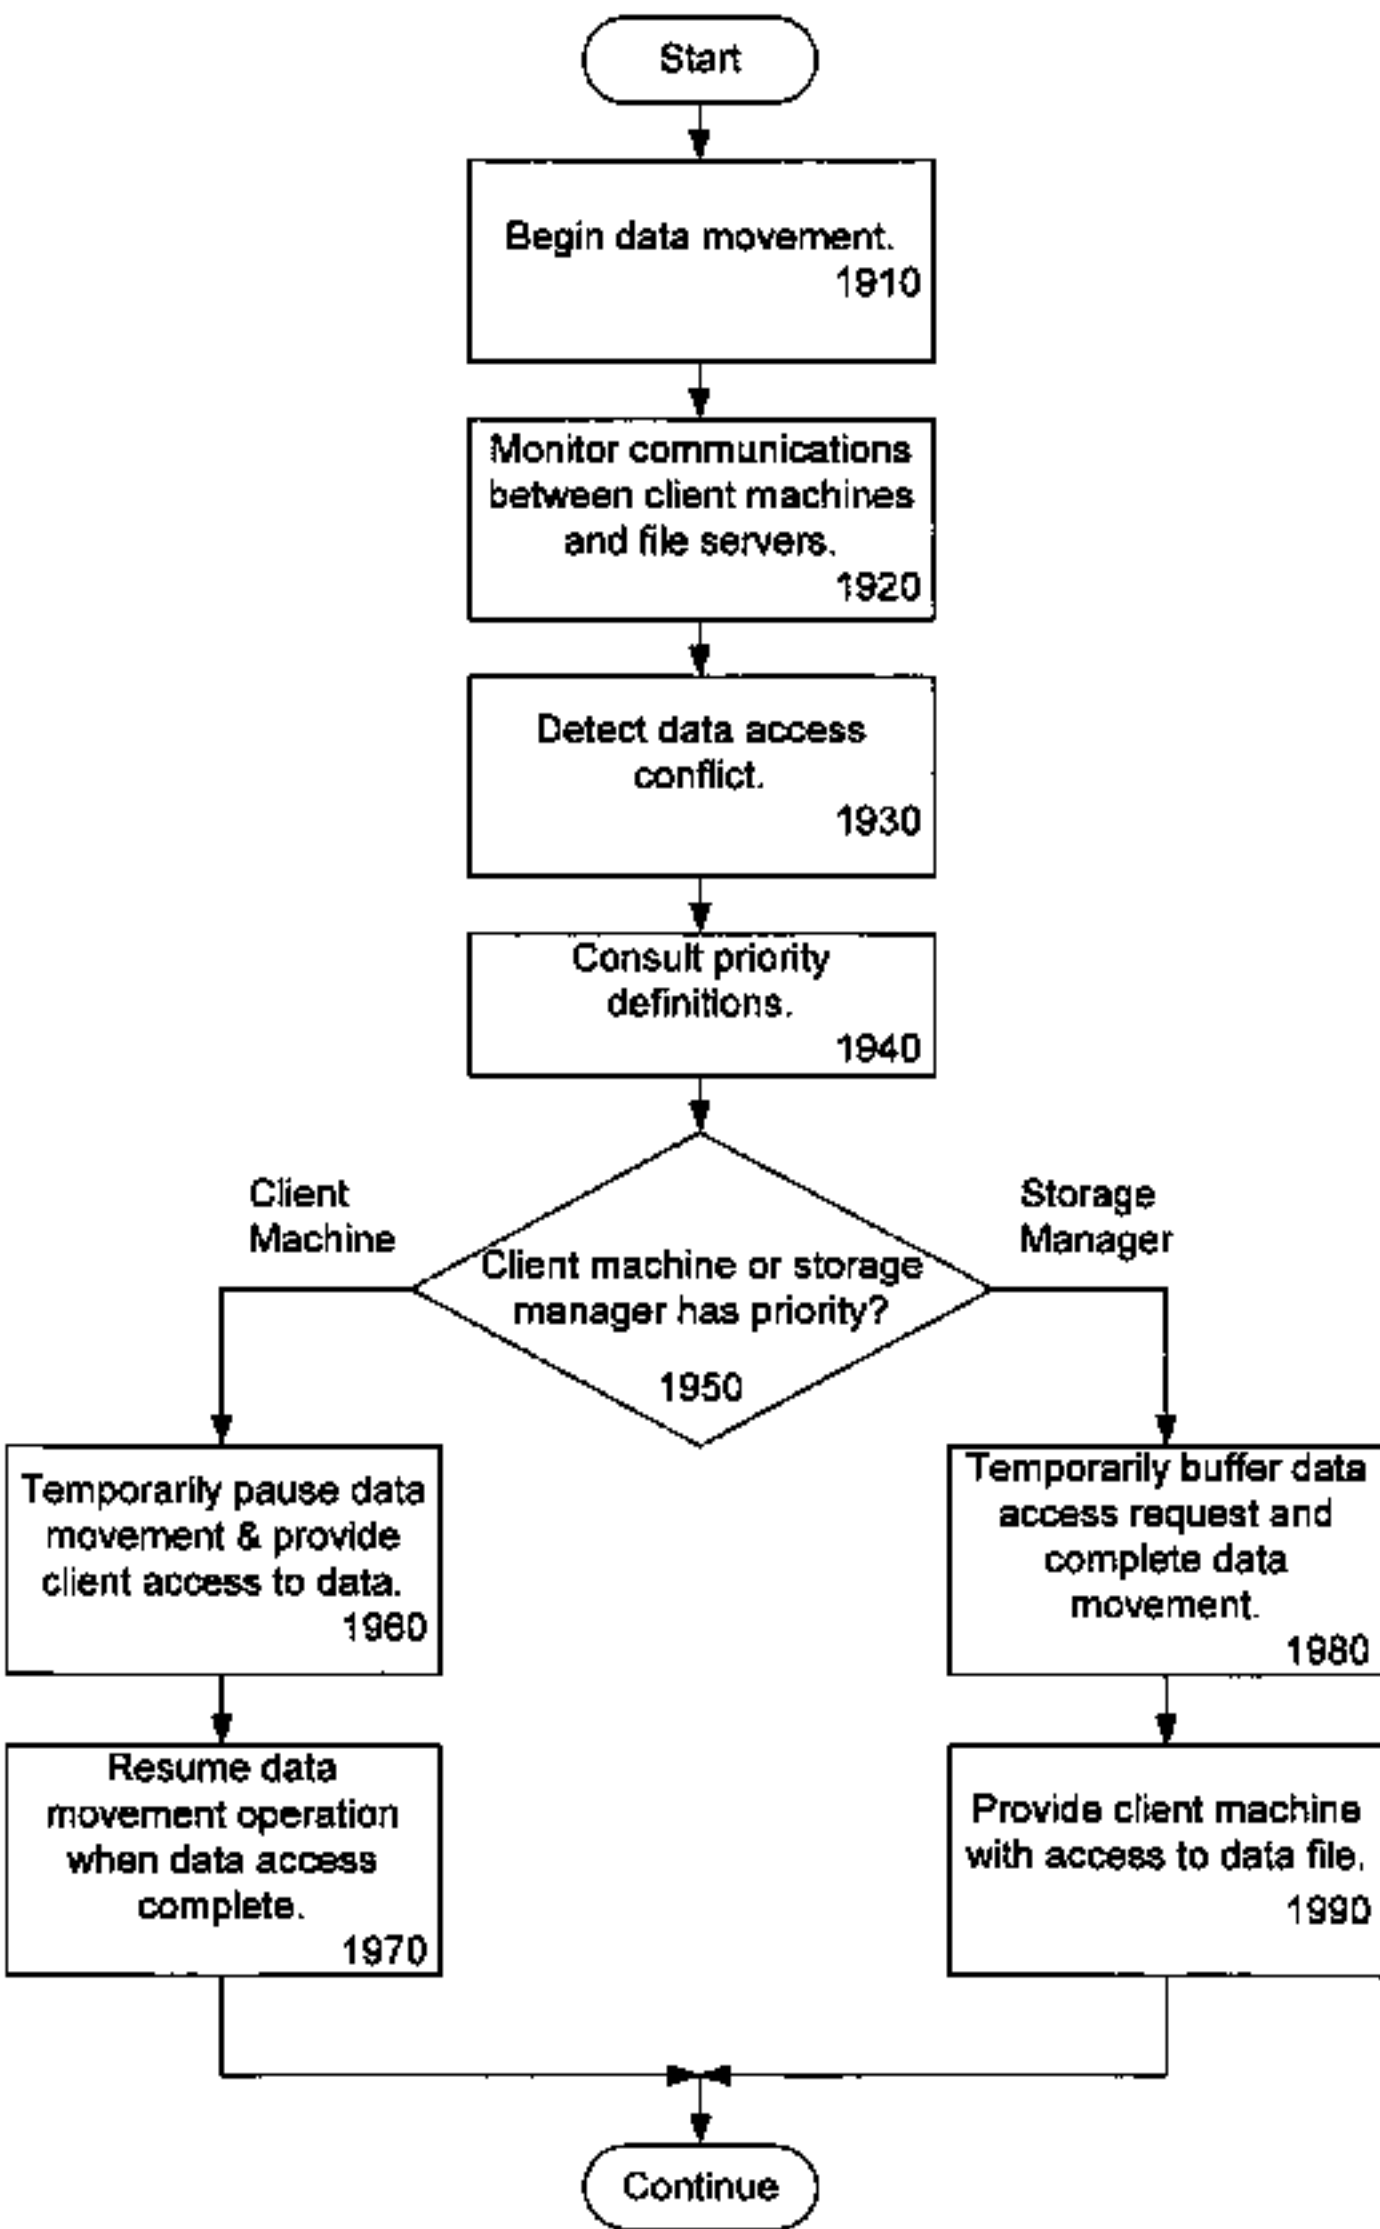 Start
Begin data movement.
1910
Monitor communications
between client machines
and file servers.
1920
Detect data access
conflict.
1930
Consult priority
definitions.
1940
Client
Machine
Storage
Manager
Client machine or storage
manager has priority?
1950
Temporarily pause data
movement & provide
client access to data.
1960
Temporarily buffer data
access request and
complete data
movement.
1980
Resume data
movement operation
when data access
complete.
1970
Provide client machine
with access to data file.
1990
Continue